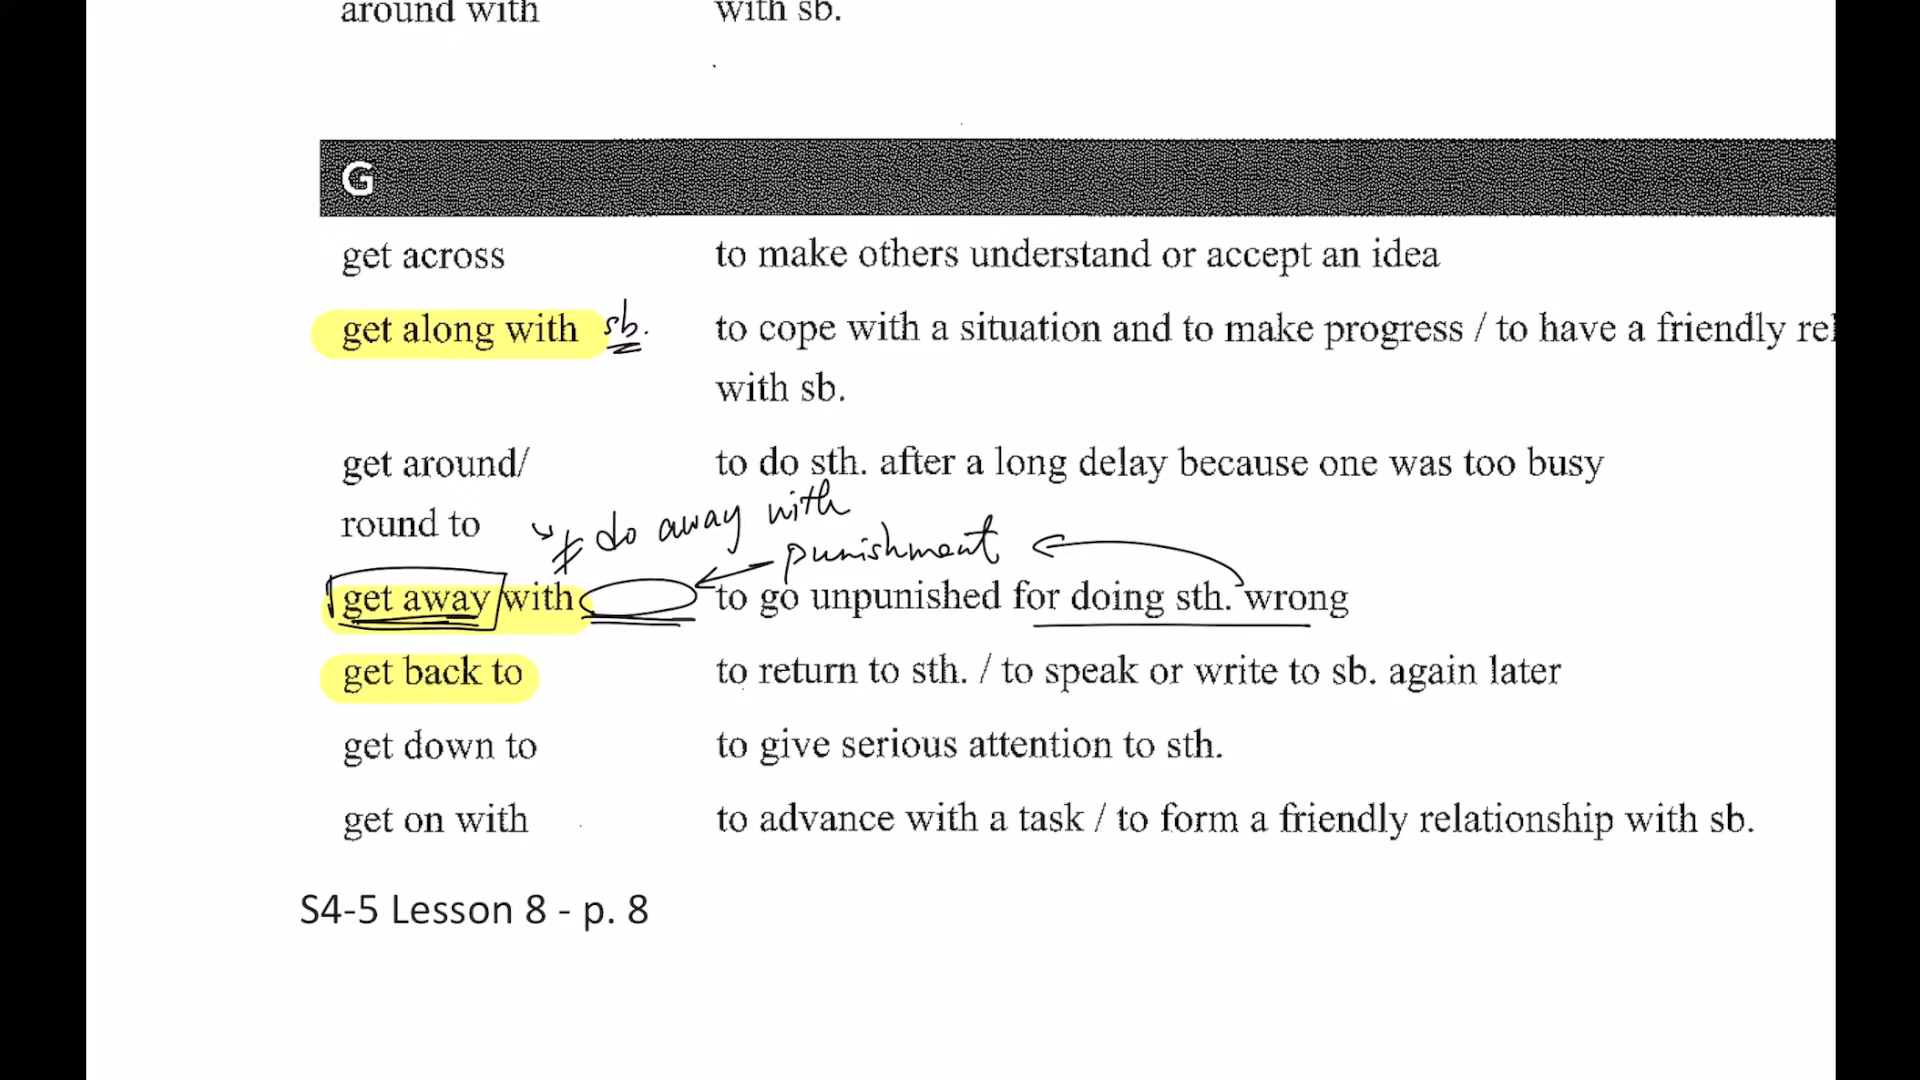 around with with sb.
G
get across to make others understand or accept an idea
get along with sb. to cope with a situation and to make progress / to have a friendly
with sb.
get around/ to do sth. after a long delay because one was too busy
round to
≠ do away with
punishment
get away with to go unpunished for doing sth. wrong
get back to to return to sth. / to speak or write to sb. again later
get down to to give serious attention to sth.
get on with to advance with a task / to form a friendly relationship with sb.
S4-5 Lesson 8 - p. 8